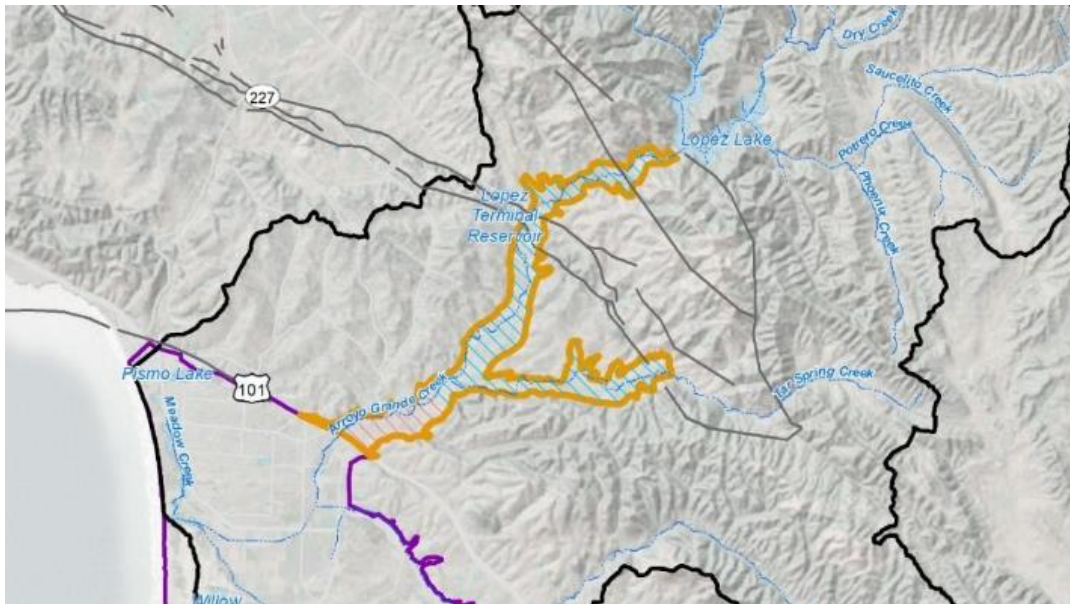 Dry Creek
Saucelito Creek
227
Lopez Lake
Potrero Creek
Phoenix Creek
Lopez
Terminal
Reservoir
Pismo Lake
101
Tar Spring Creek
Arroyo Grande Creek
Meadow Creek
Willow